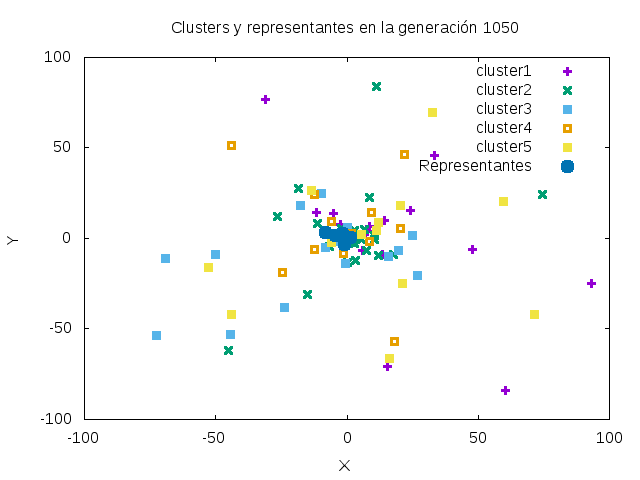 Clusters y representantes en la generación 1050
cluster1
cluster2
cluster3
cluster4
cluster5
Representantes
100
50
0
-50
-100
Y
-100
-50
0
50
100
X